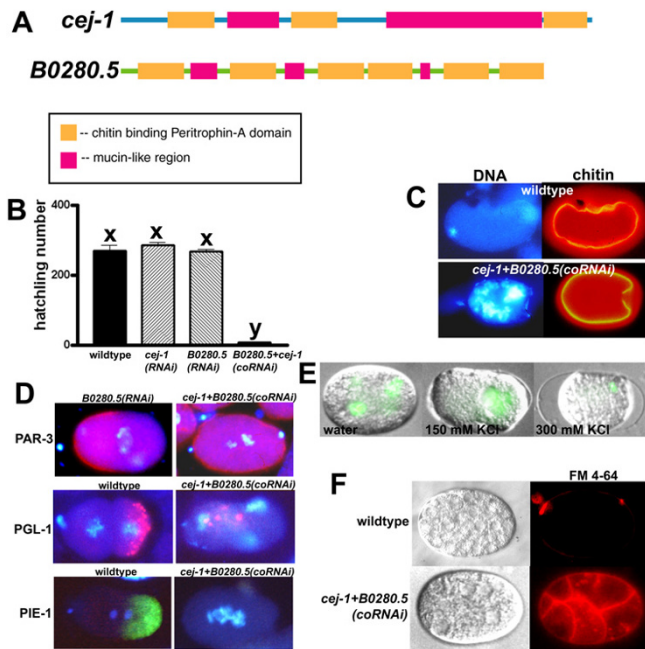 A
cej-1
B0280.5
-- chitin binding Peritrophin-A domain
-- mucin-like region
B
hatchling number
400
200
0
x
x
x
y
wildtype
cej-1
(RNAi)
B0280.5
(RNAi)
B0280.5+cej-1
(coRNAi)
C
DNA
chitin
wildtype
cej-1+B0280.5(coRNAi)
D
B0280.5(RNAi)
cej-1+B0280.5(coRNAi)
PAR-3
wildtype
cej-1+B0280.5(coRNAi)
PGL-1
wildtype
cej-1+B0280.5(coRNAi)
PIE-1
E
water
150 mM KCl
300 mM KCl
F
FM 4-64
wildtype
cej-1+B0280.5
(coRNAi)